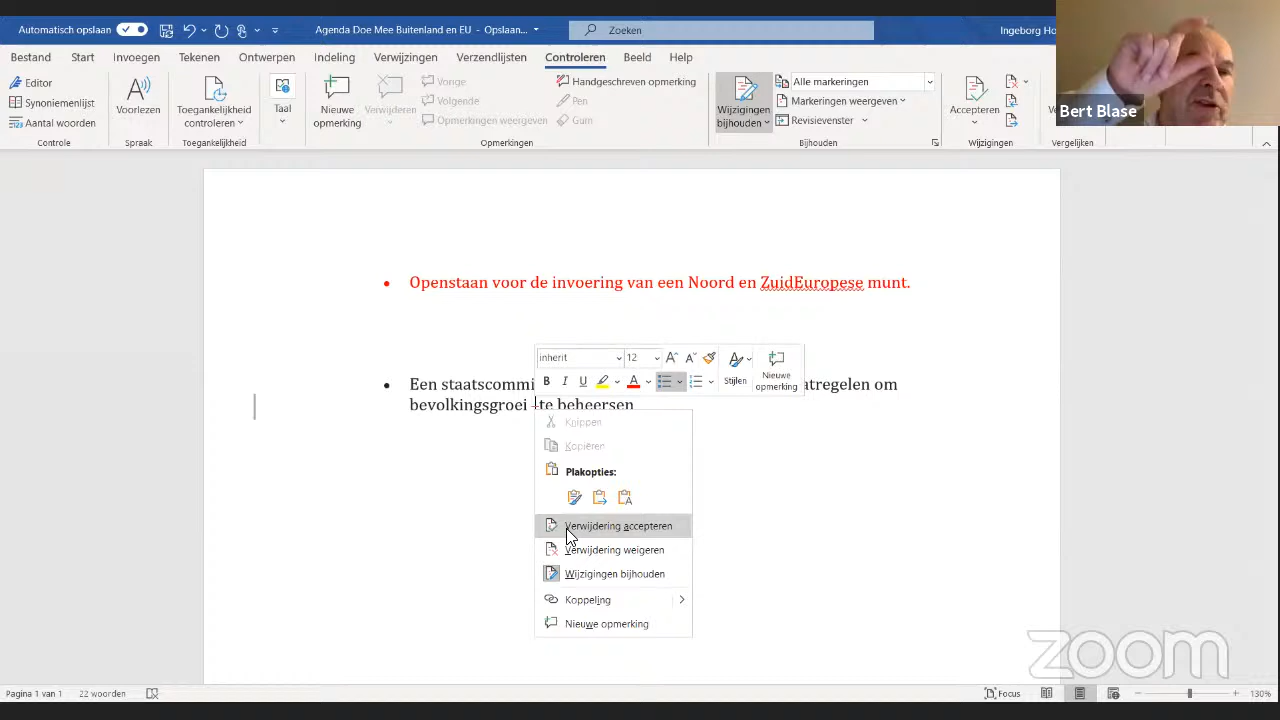 Automatisch opslaan
Agenda Doe Mee Buitenland en EU - Opslaan...
Zoeken
Ingeborg Ho
Bestand Start Invoegen Tekenen Ontwerpen Indeling Verwijzingen Verzendlijsten Controleren Beeld Help
Editor
Synoniemenlijst
Aantal woorden
Controle
Voorlezen
Spraak
Toegankelijkheid
controleren
Toegankelijkheid
Taal
Nieuwe
opmerking
Verwijderen
Vorige
Volgende
Opmerkingen weergeven
Handgeschreven opmerking
Pen
Gum
Opmerkingen
Wijzigingen
bijhouden
Alle markeringen
Markeringen weergeven
Revisievenster
Bijhouden
Accepteren
Wijzigingen
Ve
Vergelijken
Bert Blase
• Openstaan voor de invoering van een Noord en ZuidEuropese munt.
• Een staatscommi atregelen om
bevolkingsgroei te beheersen
inherit 12
B I U
Stijlen
Nieuwe
opmerking
Knippen
Kopiëren
Plakopties:
Verwijdering accepteren
Verwijdering weigeren
Wijzigingen bijhouden
Koppeling
Nieuwe opmerking
zoom
Pagina 1 van 1 22 woorden
Focus
130%